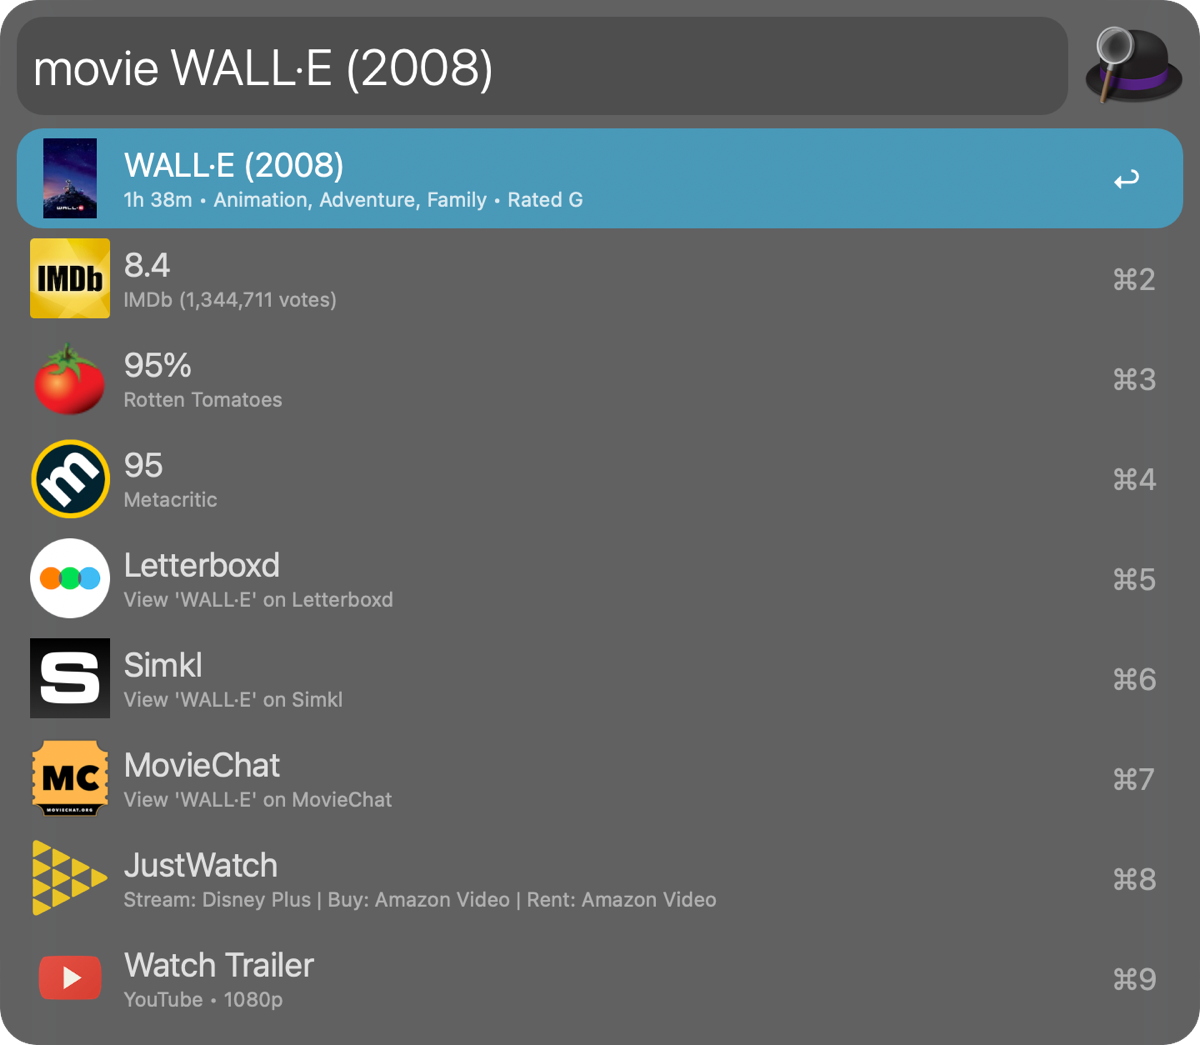 movie WALL·E (2008)
WALL·E
WALL·E (2008)
1h 38m • Animation, Adventure, Family • Rated G
IMDb
8.4
IMDb (1,344,711 votes)
⌘2
95%
Rotten Tomatoes
⌘3
m
95
Metacritic
⌘4
Letterboxd
View 'WALL·E' on Letterboxd
⌘5
S
Simkl
View 'WALL·E' on Simkl
⌘6
MC
MOVIECHAT.ORG
MovieChat
View 'WALL·E' on MovieChat
⌘7
JustWatch
Stream: Disney Plus | Buy: Amazon Video | Rent: Amazon Video
⌘8
Watch Trailer
YouTube • 1080p
⌘9